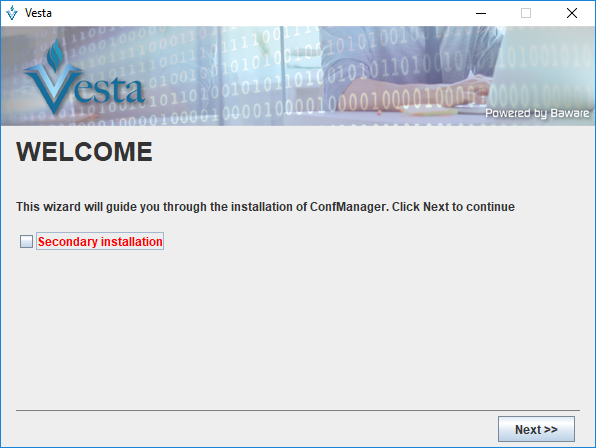 Vesta
Vesta
Powered by Baware
WELCOME
This wizard will guide you through the installation of ConfManager. Click Next to continue
Secondary installation
Next >>